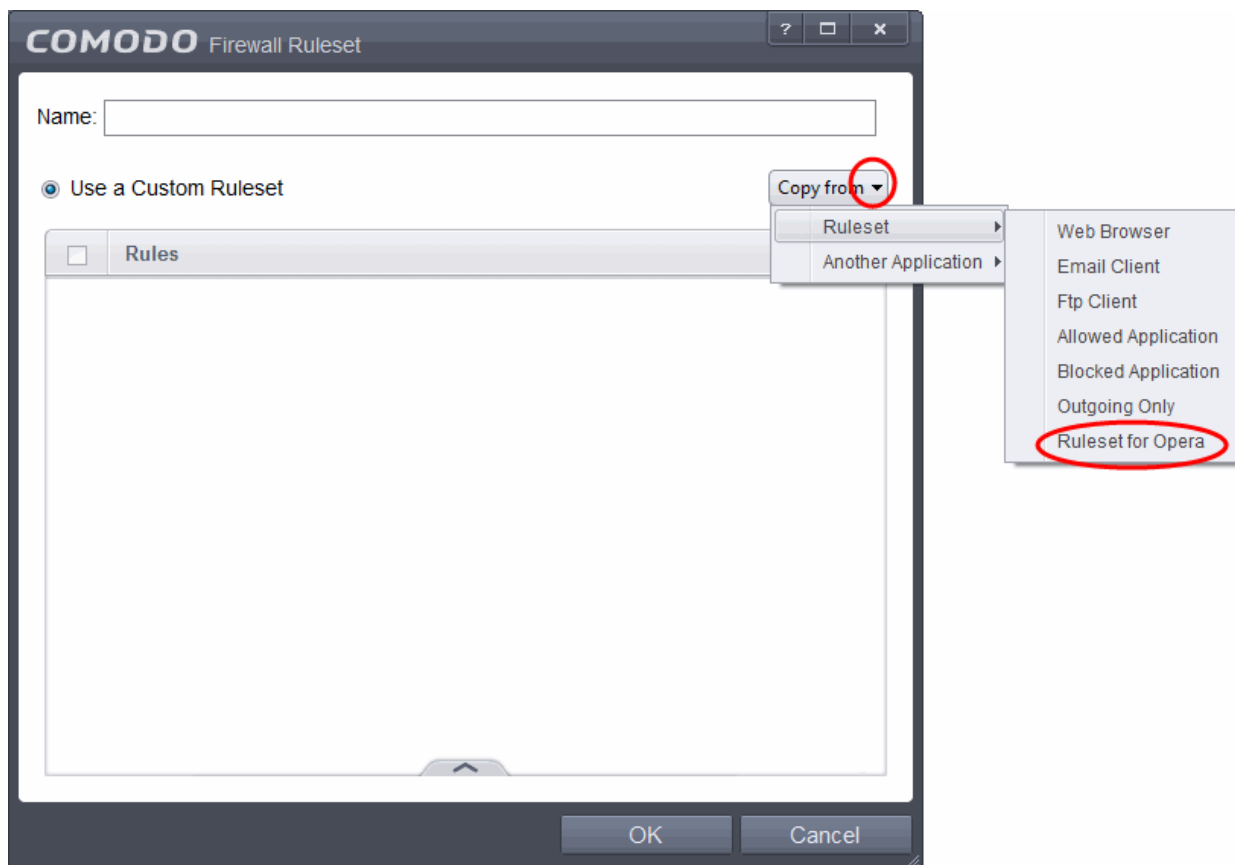 COMODO Firewall Ruleset
?
Name:
Use a Custom Ruleset
Copy from
Rules
Ruleset
Another Application
Web Browser
Email Client
Ftp Client
Allowed Application
Blocked Application
Outgoing Only
Ruleset for Opera
OK
Cancel